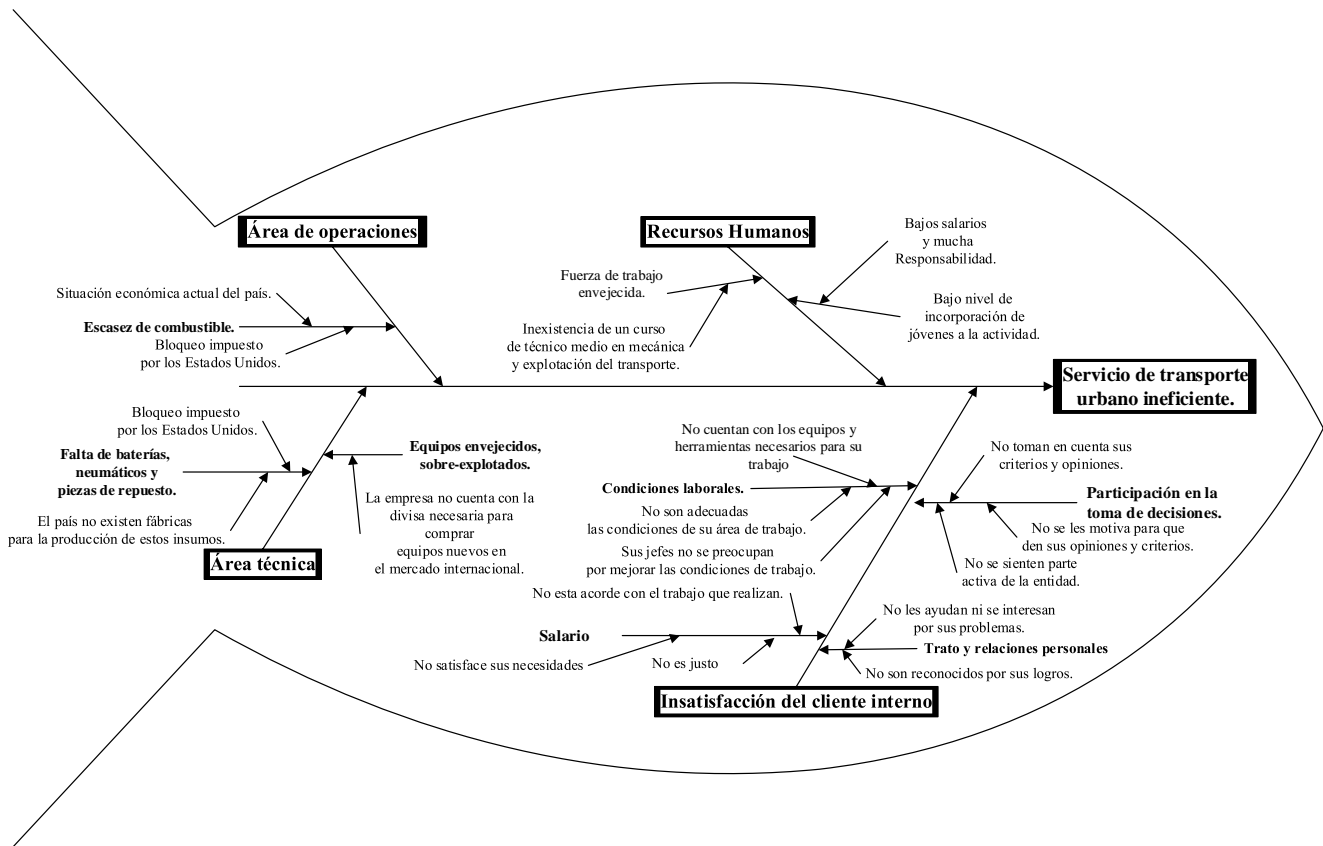 Área de operaciones
Recursos Humanos
Bajos salarios
y mucha
Responsabilidad.
Fuerza de trabajo
envejecida.
Situación económica actual del país.
Bajo nivel de
incorporación de
jóvenes a la actividad.
Escasez de combustible.
Bloqueo impuesto
por los Estados Unidos.
Inexistencia de un curso
de técnico medio en mecánica
y explotación del transporte.
Servicio de transporte
urbano ineficiente.
Bloqueo impuesto
por los Estados Unidos.
Falta de baterías,
neumáticos y
piezas de repuesto.
Equipos envejecidos,
sobre-explotados.
El país no existen fábricas
para la producción de estos insumos.
La empresa no cuenta con la
divisa necesaria para
comprar
equipos nuevos en
el mercado internacional.
Área técnica
No cuentan con los equipos y
herramientas necesarios para su
trabajo
Condiciones laborales.
No son adecuadas
las condiciones de su área de trabajo.
Sus jefes no se preocupan
por mejorar las condiciones de trabajo.
No toman en cuenta sus
criterios y opiniones.
Participación en la
toma de decisiones.
No se les motiva para que
den sus opiniones y criterios.
No se sienten parte
activa de la entidad.
No esta acorde con el trabajo que realizan.
Salario
No satisface sus necesidades
No es justo
No les ayudan ni se interesan
por sus problemas.
Trato y relaciones personales
No son reconocidos por sus logros.
Insatisfacción del cliente interno